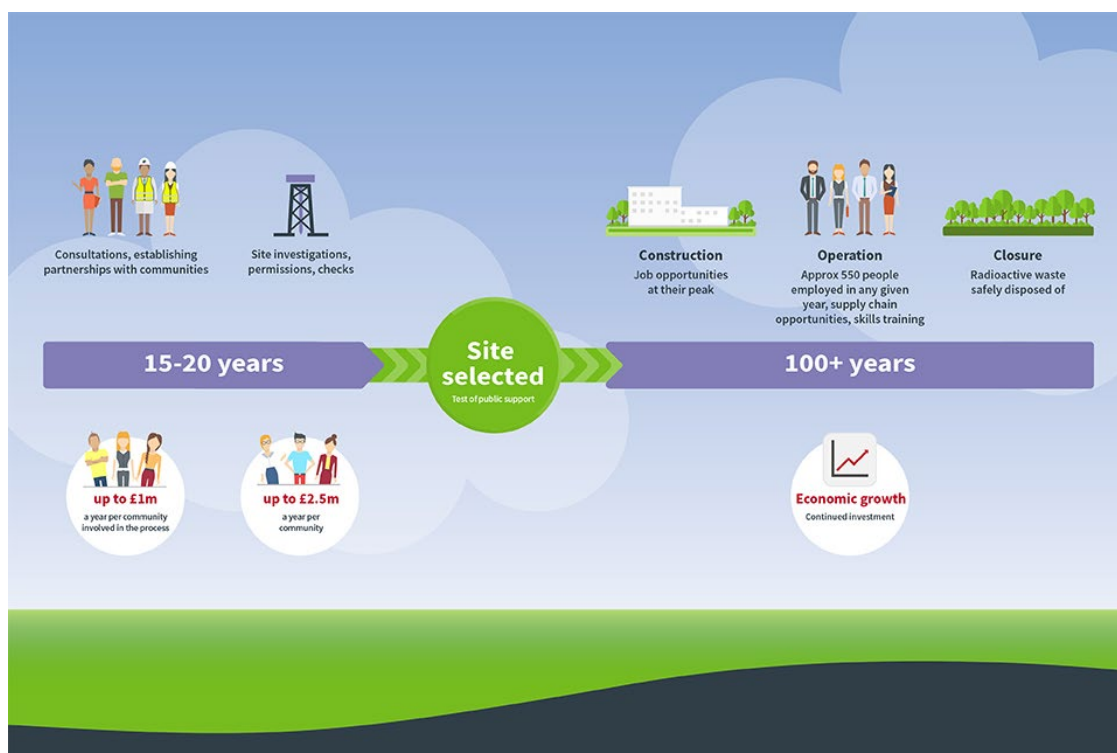 Consultations, establishing
partnerships with communities
Site investigations,
permissions, checks
Construction
Job opportunities
at their peak
Operation
Approx 550 people
employed in any given
year, supply chain
opportunities, skills training
Closure
Radioactive waste
safely disposed of
15-20 years
Site
selected
Test of public support
100+ years
up to £1m
a year per community
involved in the process
up to £2.5m
a year per
community
Economic growth
Continued investment